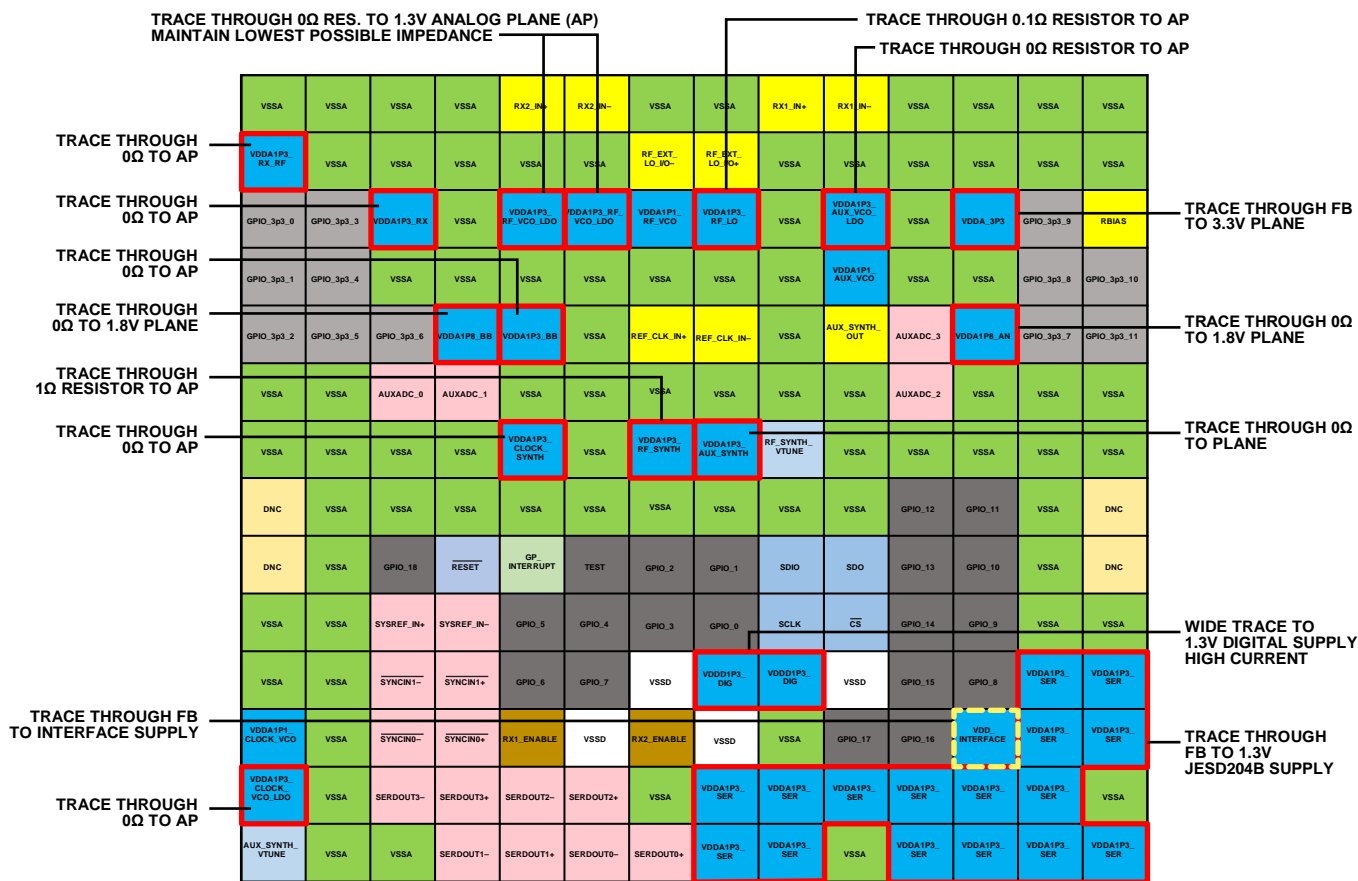 TRACE THROUGH 0Ω RES. TO 1.3V ANALOG PLANE (AP)
MAINTAIN LOWEST POSSIBLE IMPEDANCE
TRACE THROUGH 0.1Ω RESISTOR TO AP
TRACE THROUGH 0Ω RESISTOR TO AP
VSSA VSSA VSSA VSSA RX2_IN+ RX2_IN– VSSA VSSA RX1_IN+ RX1_IN– VSSA VSSA VSSA VSSA
TRACE THROUGH
0Ω TO AP
VDDA1P3_
RX_RF
VSSA VSSA VSSA VSSA VSSA
RF_EXT_
LO_I/O–
RF_EXT_
LO_I/O+
VSSA VSSA VSSA VSSA VSSA VSSA
TRACE THROUGH
0Ω TO AP
GPIO_3p3_0 GPIO_3p3_3 VDDA1P3_RX VSSA
VDDA1P3_
RF_VCO_LDO
VDDA1P3_RF_
VCO_LDO
VDDA1P1_
RF_VCO
VDDA1P3_
RF_LO
VSSA
VDDA1P3_
AUX_VCO_
LDO
VSSA VDDA_3P3 GPIO_3p3_9 RBIAS
TRACE THROUGH FB
TO 3.3V PLANE
TRACE THROUGH
0Ω TO AP
GPIO_3p3_1 GPIO_3p3_4 VSSA VSSA VSSA VSSA VSSA VSSA VSSA
VDDA1P1_
AUX_VCO
VSSA VSSA GPIO_3p3_8 GPIO_3p3_10
TRACE THROUGH
0Ω TO 1.8V PLANE
GPIO_3p3_2 GPIO_3p3_5 GPIO_3p3_6 VDDA1P8_BB VDDA1P3_BB VSSA REF_CLK_IN+ REF_CLK_IN– VSSA
AUX_SYNTH_
OUT
AUXADC_3 VDDA1P8_AN GPIO_3p3_7 GPIO_3p3_11
TRACE THROUGH 0Ω
TO 1.8V PLANE
TRACE THROUGH
1Ω RESISTOR TO AP
VSSA VSSA AUXADC_0 AUXADC_1 VSSA VSSA VSSA VSSA VSSA VSSA AUXADC_2 VSSA VSSA VSSA
TRACE THROUGH
0Ω TO AP
VSSA VSSA VSSA VSSA
VDDA1P3_
CLOCK_
SYNTH
VSSA
VDDA1P3_
RF_SYNTH
VDDA1P3_
AUX_SYNTH
RF_SYNTH_
VTUNE
VSSA VSSA VSSA VSSA VSSA
TRACE THROUGH 0Ω
TO PLANE
DNC VSSA VSSA VSSA VSSA VSSA VSSA VSSA VSSA VSSA GPIO_12 GPIO_11 VSSA DNC
DNC VSSA GPIO_18 RESET
GP_
INTERRUPT
TEST GPIO_2 GPIO_1 SDIO SDO GPIO_13 GPIO_10 VSSA DNC
VSSA VSSA SYSREF_IN+ SYSREF_IN– GPIO_5 GPIO_4 GPIO_3 GPIO_0 SCLK CS GPIO_14 GPIO_9 VSSA VSSA
WIDE TRACE TO
1.3V DIGITAL SUPPLY
HIGH CURRENT
VSSA VSSA SYNCIN1– SYNCIN1+ GPIO_6 GPIO_7 VSSD
VDDD1P3_
DIG
VDDD1P3_
DIG
VSSD GPIO_15 GPIO_8
VDDA1P3_
SER
VDDA1P3_
SER
TRACE THROUGH FB
TO INTERFACE SUPPLY
VDDA1P1_
CLOCK_VCO
VSSA SYNCIN0– SYNCIN0+ RX1_ENABLE VSSD RX2_ENABLE VSSD VSSA GPIO_17 GPIO_16
VDD_
INTERFACE
VDDA1P3_
SER
VDDA1P3_
SER
TRACE THROUGH
FB TO 1.3V
JESD204B SUPPLY
TRACE THROUGH
0Ω TO AP
VDDA1P3_
CLOCK_
VCO_LDO
VSSA SERDOUT3– SERDOUT3+ SERDOUT2– SERDOUT2+ VSSA
VDDA1P3_
SER
VDDA1P3_
SER
VDDA1P3_
SER
VDDA1P3_
SER
VDDA1P3_
SER
VDDA1P3_
SER
VSSA
AUX_SYNTH_
VTUNE
VSSA VSSA SERDOUT1– SERDOUT1+ SERDOUT0– SERDOUT0+
VDDA1P3_
SER
VDDA1P3_
SER
VSSA
VDDA1P3_
SER
VDDA1P3_
SER
VDDA1P3_
SER
VDDA1P3_
SER